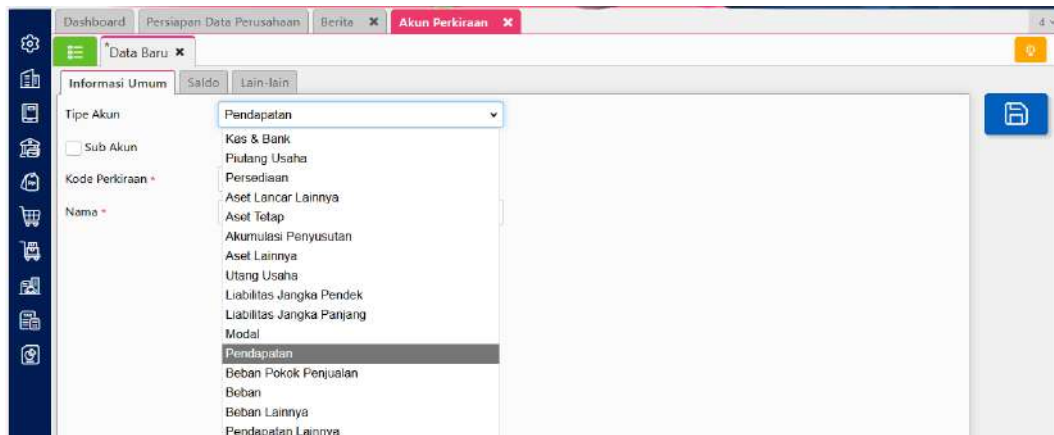 Dashboard Persiapan Data Perusahaan Berita Akun Perkiraan 4
*Data Baru
Informasi Umum Saldo Lain-lain
Tipe Akun Pendapatan
Sub Akun
Kode Perkiraan *
Nama *
Kas & Bank
Piutang Usaha
Persediaan
Aset Lancar Lainnya
Aset Tetap
Akumulasi Penyusutan
Aset Lainnya
Utang Usaha
Liabilitas Jangka Pendek
Liabilitas Jangka Panjang
Modal
Pendapatan
Beban Pokok Penjualan
Beban
Beban Lainnya
Pendapatan Lainnya